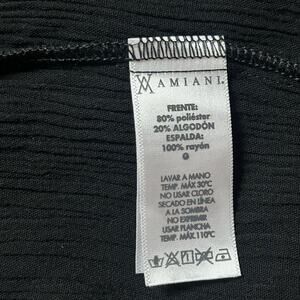 AMIANI.
FRENTE:
80% poliéster
20% ALGODÓN
ESPALDA:
100% rayón
G
LAVAR A MANO
TEMP. MÁX 30°C
NO USAR CLORO
SECADO EN LÍNEA
A LA SOMBRA
NO EXPRIMIR
USAR PLANCHA
TEMP. MÁX.110°C